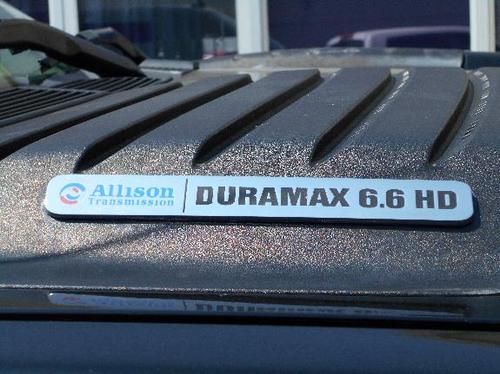 Allison
Transmission
DURAMAX 6.6 HD